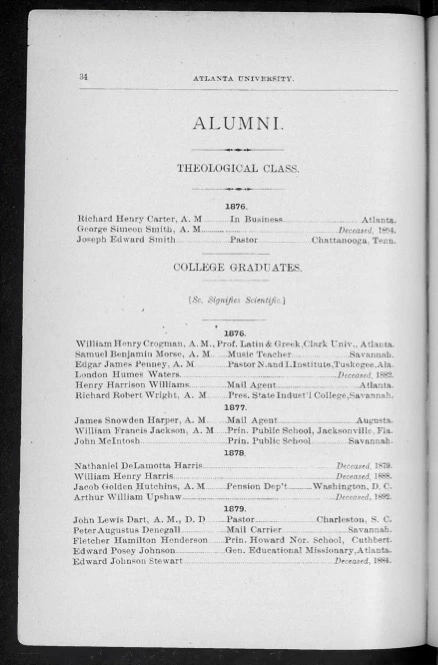 34
ATLANTA UNIVERSITY.
ALUMNI.
THEOLOGICAL CLASS.
1876.
Richard Henry Carter, A. M. In Business Atlanta.
George Simeon Smith, A. M. Deceased, 1894.
Joseph Edward Smith Pastor Chattanooga, Tenn.
COLLEGE GRADUATES.
[Sc. Signifies Scientific.]
1876.
William Henry Crogman, A. M., Prof. Latin & Greek, Clark Univ., Atlanta.
Samuel Benjamin Morse, A. M. Music Teacher Savannah.
Edgar James Penney, A. M. Pastor N. and I. Institute, Tuskegee, Ala.
London Humes Waters Deceased, 1882.
Henry Harrison Williams Mail Agent Atlanta.
Richard Robert Wright, A. M. Pres. State Indust'l College, Savannah.
1877.
James Snowden Harper, A. M. Mail Agent Augusta.
William Francis Jackson, A. M. Prin. Public School, Jacksonville, Fla.
John McIntosh Prin. Public School Savannah.
1878.
Nathaniel DeLamotta Harris Deceased, 1879.
William Henry Harris Deceased, 1888.
Jacob Golden Hutchins, A. M. Pension Dep't Washington, D. C.
Arthur William Upshaw Deceased, 1892.
1879.
John Lewis Dart, A. M., D. D. Pastor Charleston, S. C.
Peter Augustus Denegall Mail Carrier Savannah.
Fletcher Hamilton Henderson Prin. Howard Nor. School, Cuthbert.
Edward Posey Johnson Gen. Educational Missionary, Atlanta.
Edward Johnson Stewart Deceased, 1884.